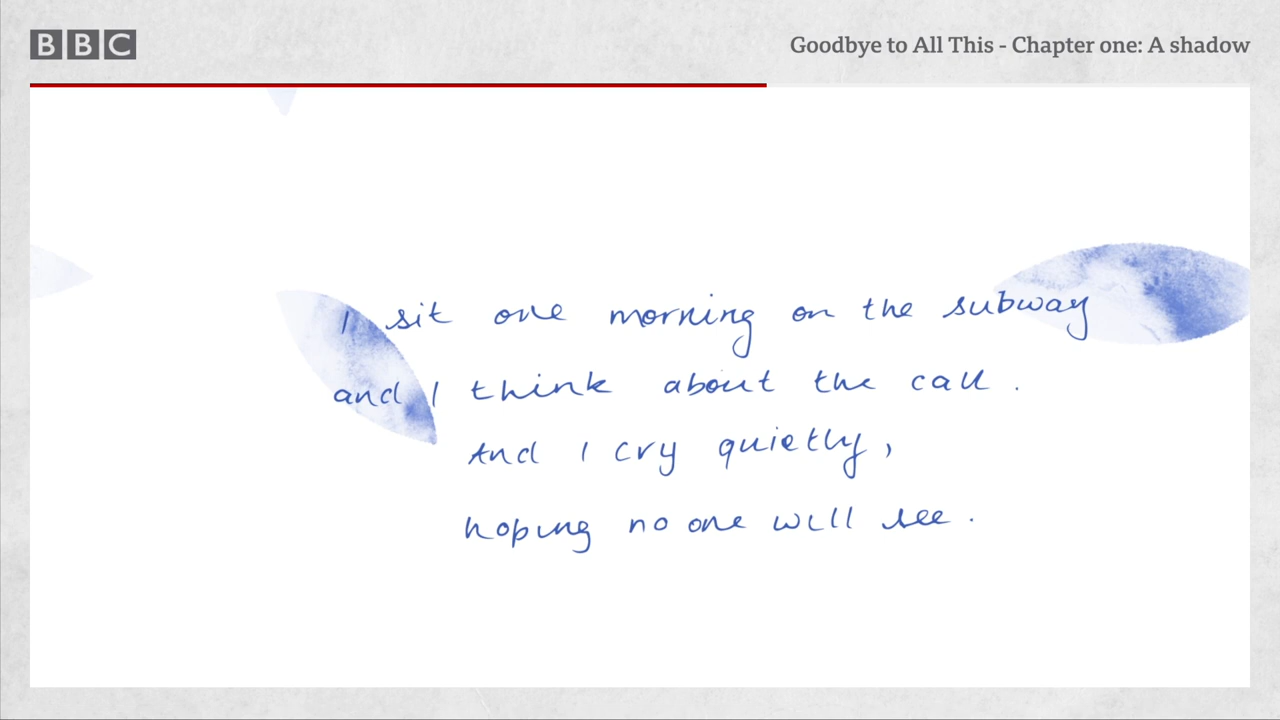 BBC
Goodbye to All This - Chapter one: A shadow
I sit one morning on the subway
and I think about the call.
And I cry quietly,
hoping no one will see.